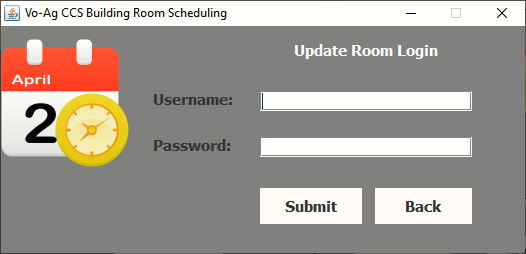 Vo-Ag CCS Building Room Scheduling
Update Room Login
April
2
Username:
Password:
Submit
Back